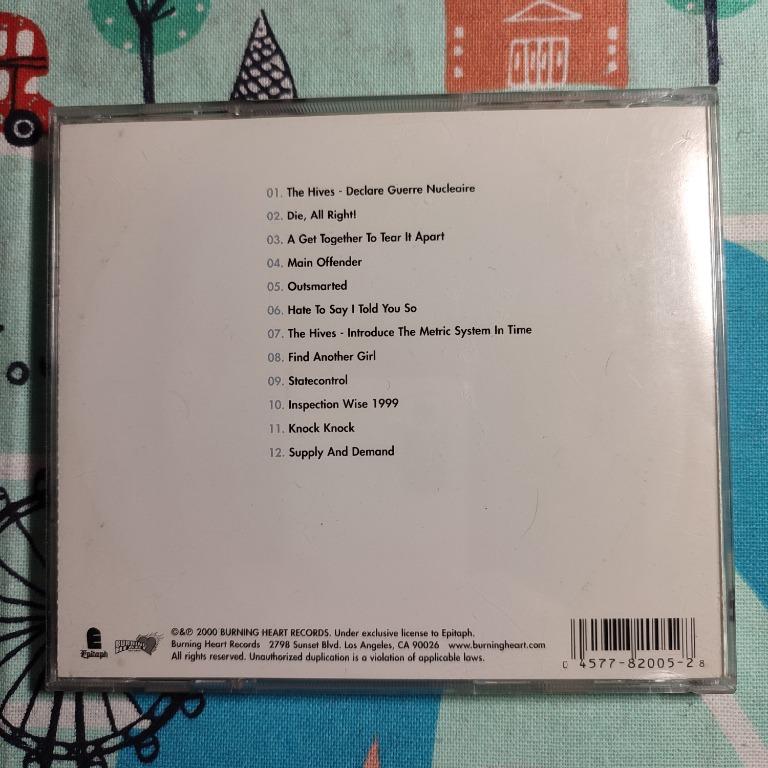 01. The Hives - Declare Guerre Nucleaire
02. Die, All Right!
03. A Get Together To Tear It Apart
04. Main Offender
05. Outsmarted
06. Hate To Say I Told You So
07. The Hives - Introduce The Metric System In Time
08. Find Another Girl
09. Statecontrol
10. Inspection Wise 1999
11. Knock Knock
12. Supply And Demand
Epitaph
BURNING HEART
©&℗ 2000 BURNING HEART RECORDS. Under exclusive license to Epitaph.
Burning Heart Records 2798 Sunset Blvd. Los Angeles, CA 90026 www.burningheart.com
All rights reserved. Unauthorized duplication is a violation of applicable laws.
0 4577-82005-2 8